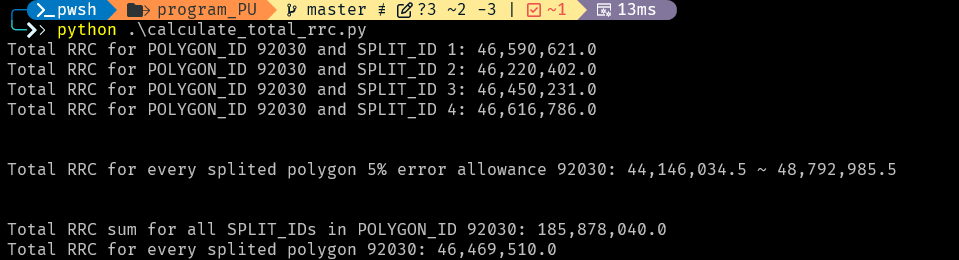 pwsh program_PU master ≢ ?3 ~2 -3 | ~1 13ms
python .\calculate_total_rrc.py
Total RRC for POLYGON_ID 92030 and SPLIT_ID 1: 46,590,621.0
Total RRC for POLYGON_ID 92030 and SPLIT_ID 2: 46,220,402.0
Total RRC for POLYGON_ID 92030 and SPLIT_ID 3: 46,450,231.0
Total RRC for POLYGON_ID 92030 and SPLIT_ID 4: 46,616,786.0
Total RRC for every splited polygon 5% error allowance 92030: 44,146,034.5 ~ 48,792,985.5
Total RRC sum for all SPLIT_IDs in POLYGON_ID 92030: 185,878,040.0
Total RRC for every splited polygon 92030: 46,469,510.0